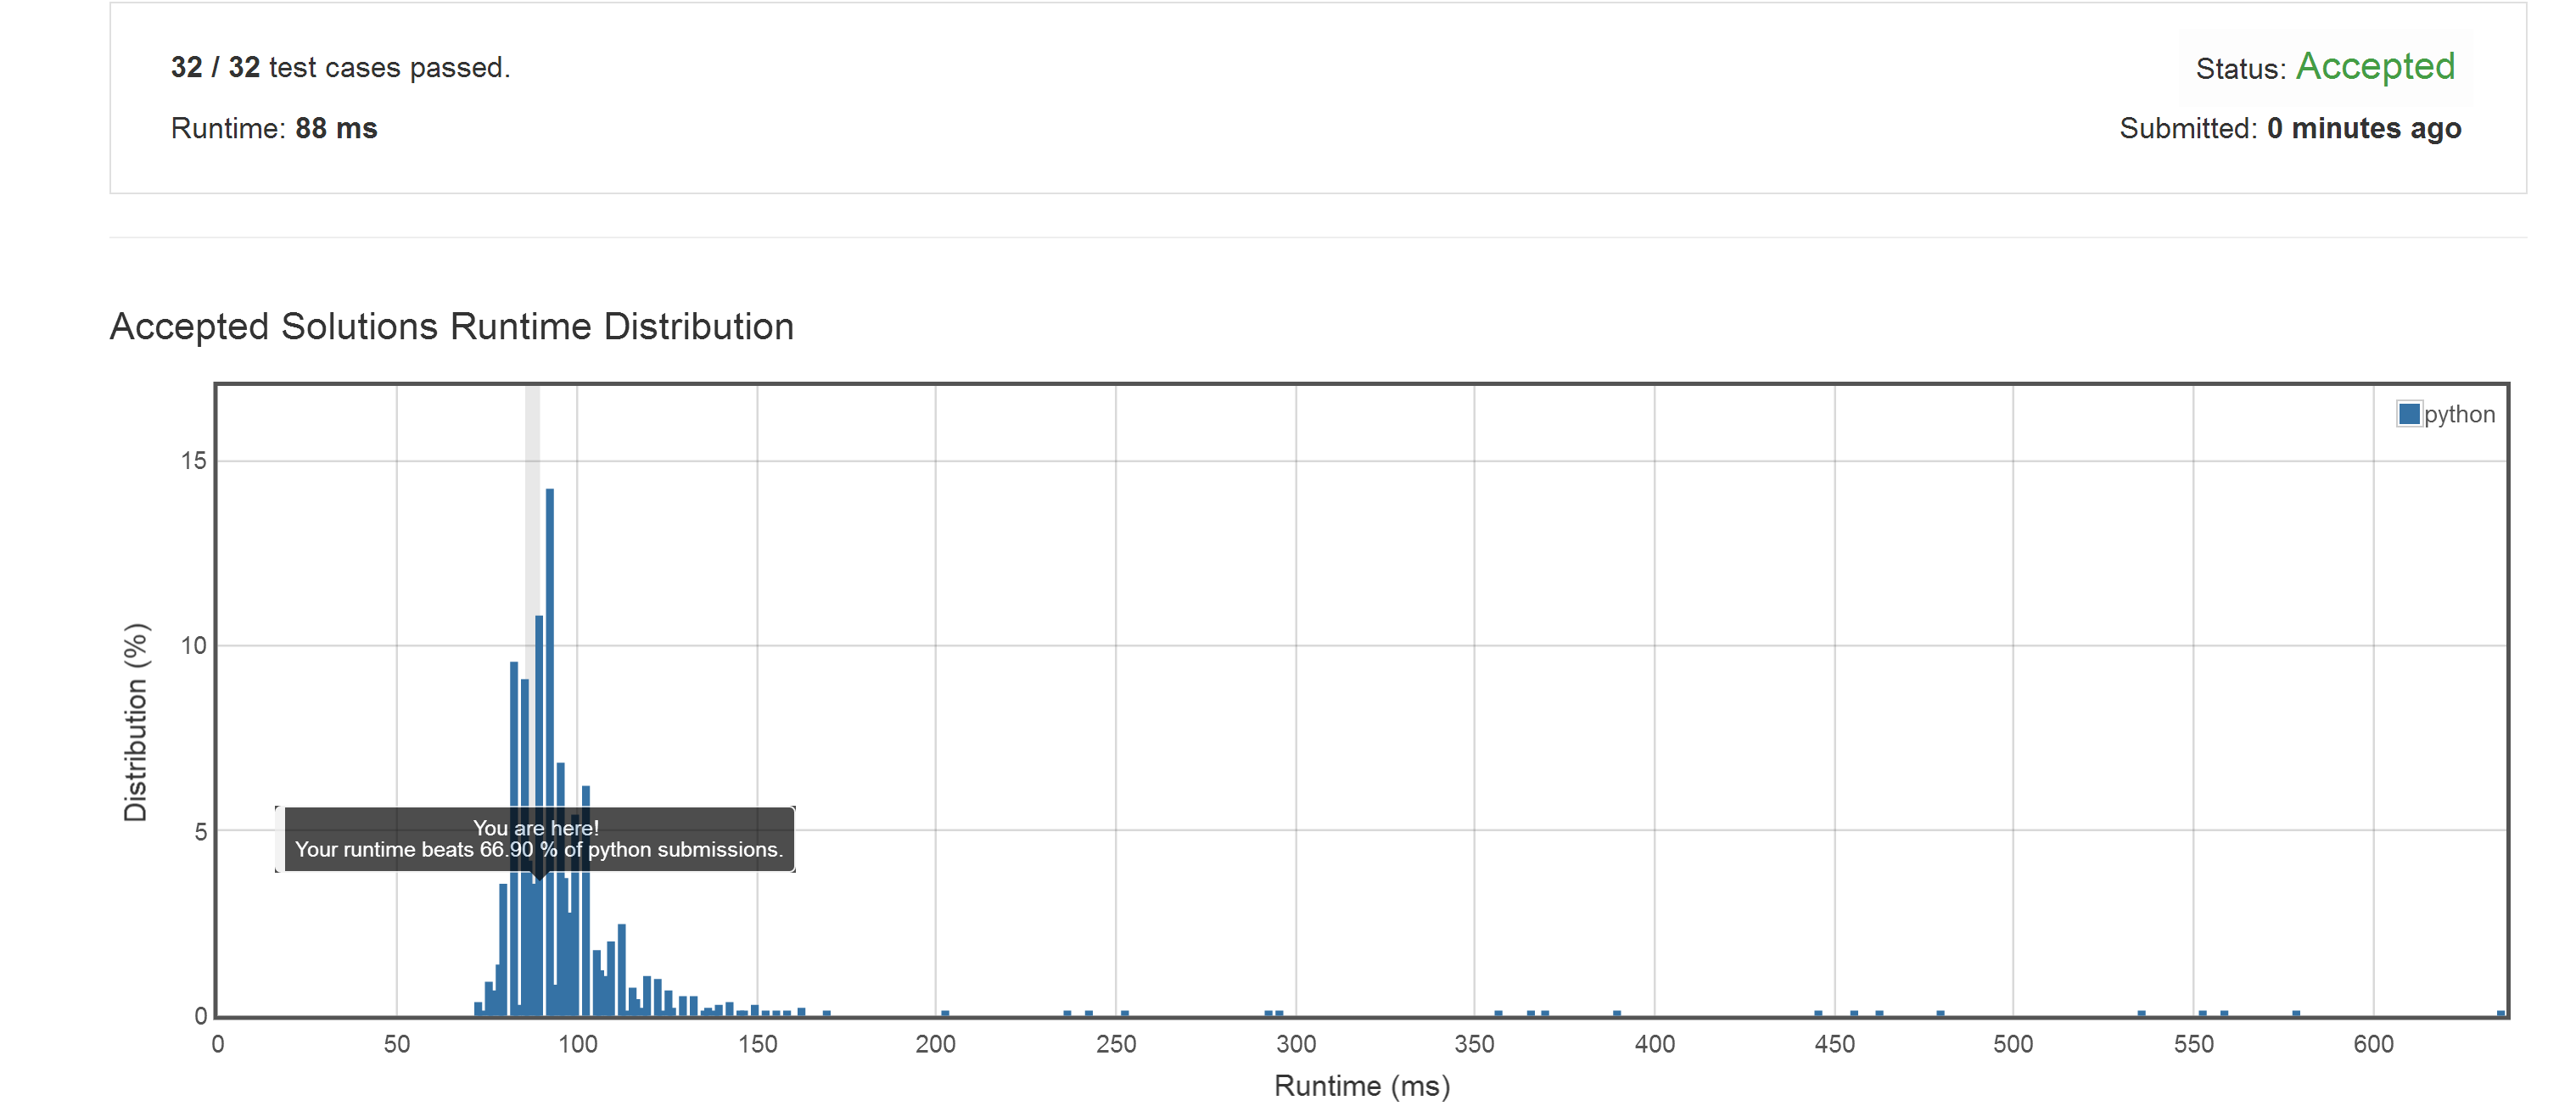 32 / 32 test cases passed.
Status: Accepted
Runtime: 88 ms
Submitted: 0 minutes ago
Accepted Solutions Runtime Distribution
python
15
10
5
0
Distribution (%)
You are here!
Your runtime beats 66.90 % of python submissions.
0 50 100 150 200 250 300 350 400 450 500 550 600
Runtime (ms)